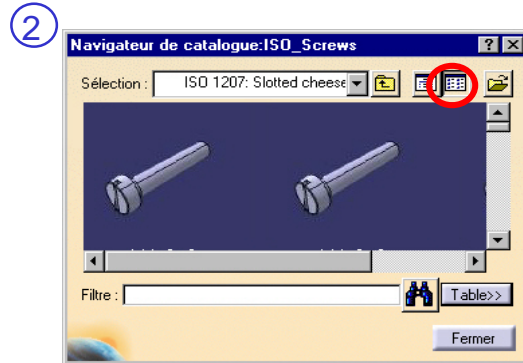 2
Navigateur de catalogue:ISO_Screws
Sélection : ISO 1207: Slotted cheese
Filtre : Table>>
Fermer